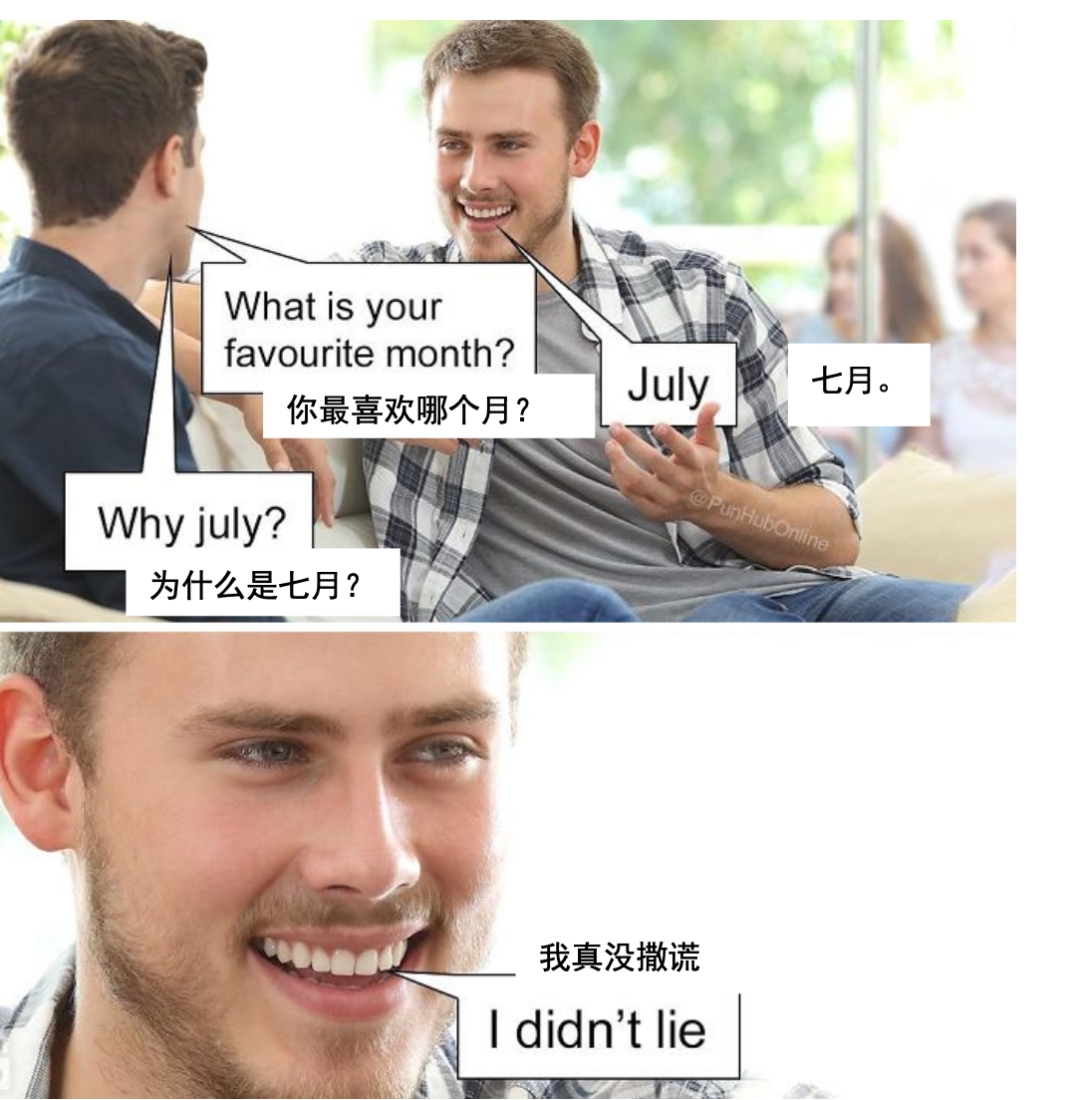 What is your
favourite month?
你最喜欢哪个月？
July
七月。
Why july?
为什么是七月？
@PunHubOnline
我真没撒谎
I didn't lie